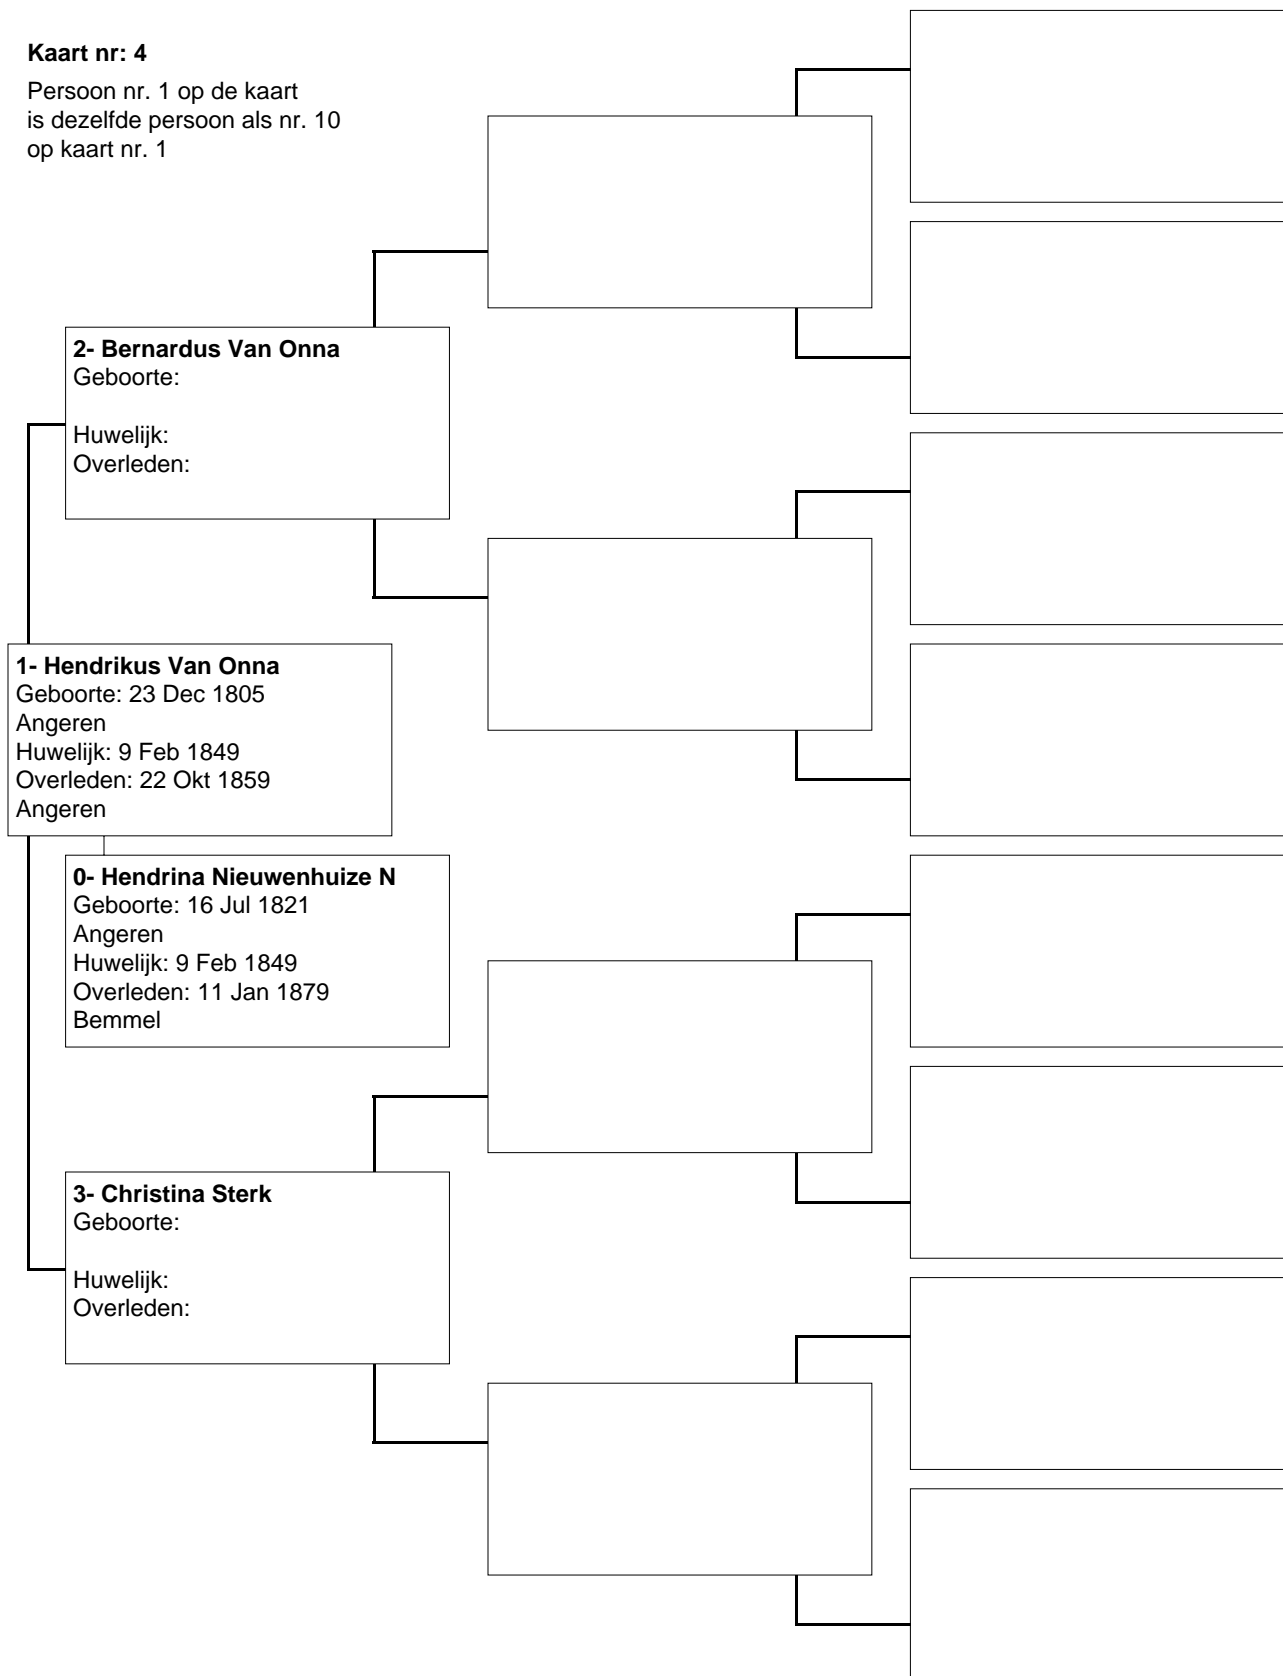 Kaart nr: 4
Persoon nr. 1 op de kaart
is dezelfde persoon als nr. 10
op kaart nr. 1
2- Bernardus Van Onna
Geboorte:
Huwelijk:
Overleden:
1- Hendrikus Van Onna
Geboorte: 23 Dec 1805
Angeren
Huwelijk: 9 Feb 1849
Overleden: 22 Okt 1859
Angeren
0- Hendrina Nieuwenhuize N
Geboorte: 16 Jul 1821
Angeren
Huwelijk: 9 Feb 1849
Overleden: 11 Jan 1879
Bemmel
3- Christina Sterk
Geboorte:
Huwelijk:
Overleden: